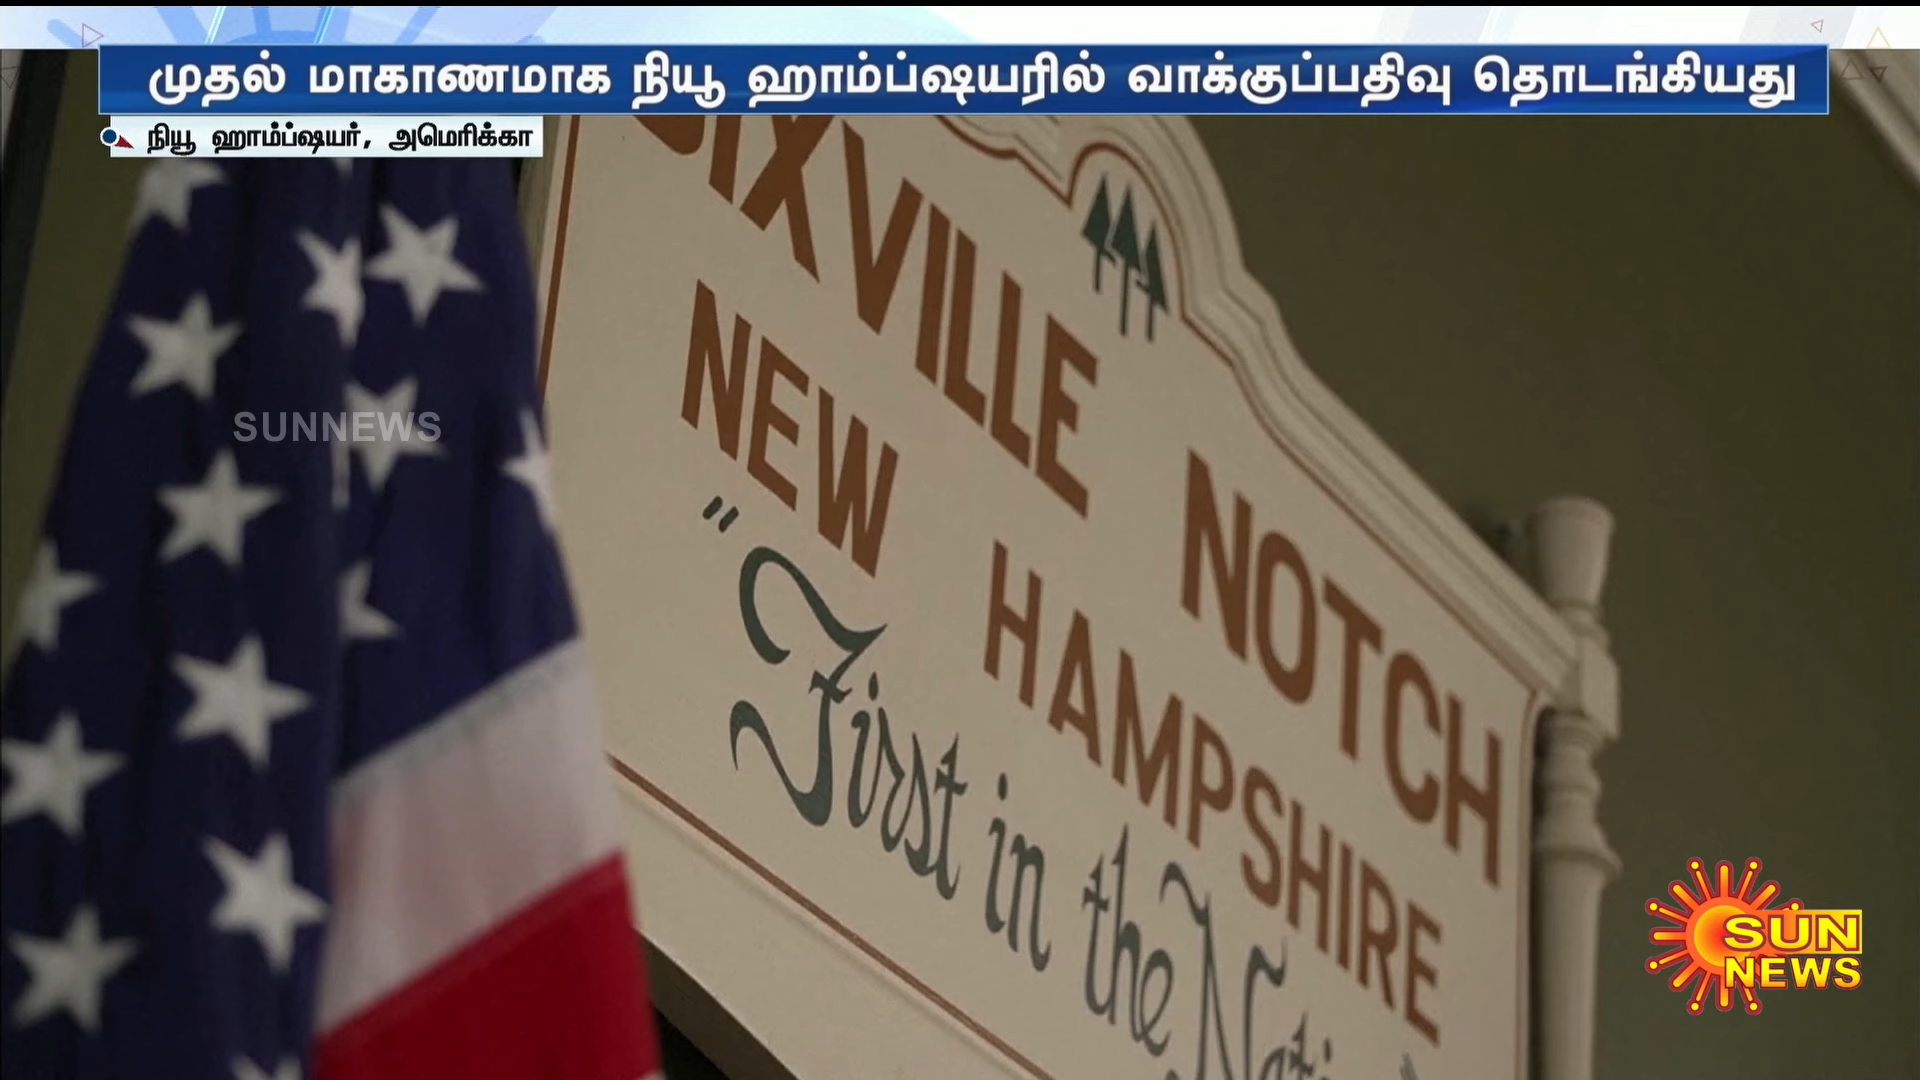 முதல் மாகாணமாக நியூ ஹாம்ப்ஷயரில் வாக்குப்பதிவு தொடங்கியது
நியூ ஹாம்ப்ஷயர், அமெரிக்கா
SUNNEWS
NOTCH
NEW HAMPSHIRE
"First in the
SUN
NEWS